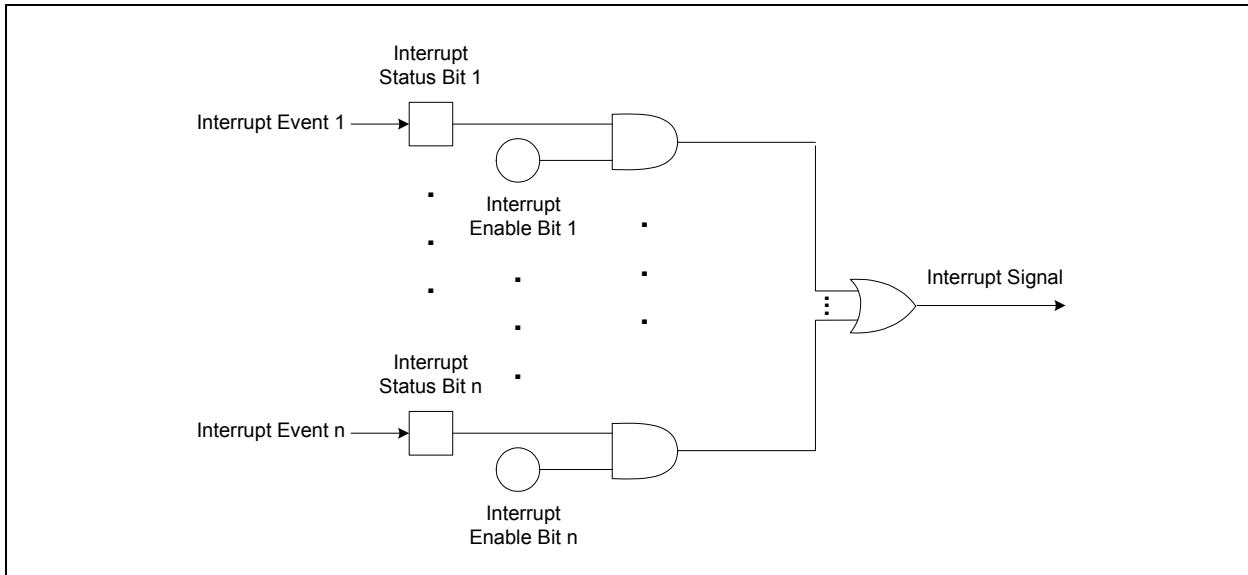 Interrupt
Status Bit 1
Interrupt Event 1
Interrupt
Enable Bit 1
Interrupt Signal
Interrupt
Status Bit n
Interrupt Event n
Interrupt
Enable Bit n